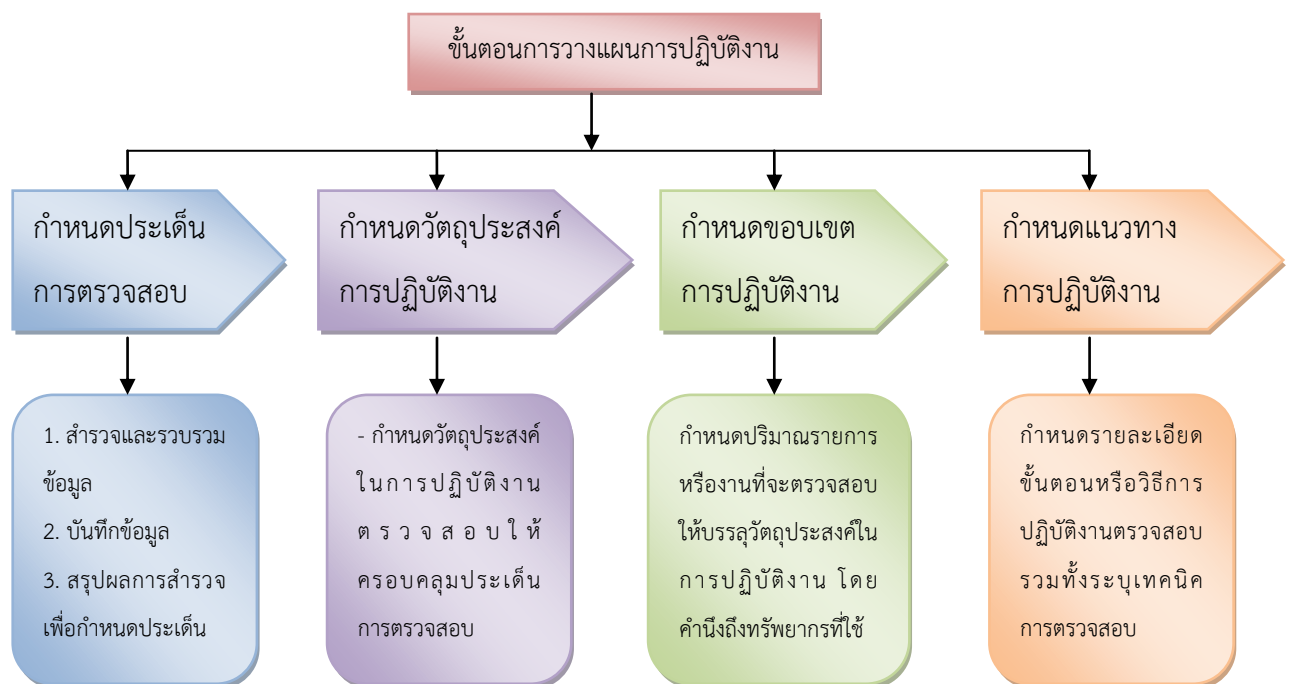 ขั้นตอนการวางแผนการปฏิบัติงาน
กำหนดประเด็น
การตรวจสอบ
กำหนดวัตถุประสงค์
การปฏิบัติงาน
กำหนดขอบเขต
การปฏิบัติงาน
กำหนดแนวทาง
การปฏิบัติงาน
1. สำรวจและรวบรวม
ข้อมูล
2. บันทึกข้อมูล
3. สรุปผลการสำรวจ
เพื่อกำหนดประเด็น
- กำหนดวัตถุประสงค์
ในการปฏิบัติงาน
ตรวจสอบให้
ครอบคลุมประเด็น
การตรวจสอบ
กำหนดปริมาณรายการ
หรืองานที่จะตรวจสอบ
ให้บรรลุวัตถุประสงค์ใน
การปฏิบัติงาน โดย
คำนึงถึงทรัพยากรที่ใช้
กำหนดรายละเอียด
ขั้นตอนหรือวิธีการ
ปฏิบัติงานตรวจสอบ
รวมทั้งระบุเทคนิค
การตรวจสอบ